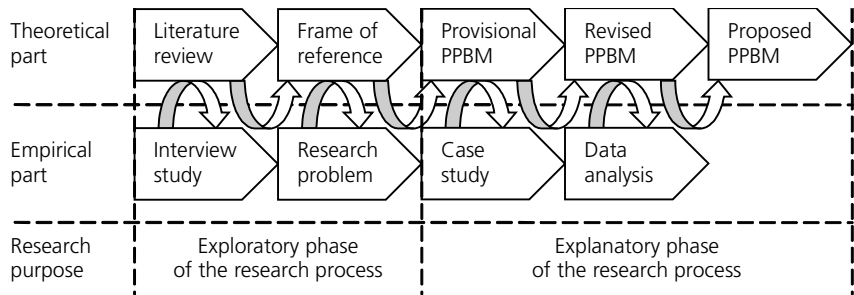 Theoretical
part
Literature
review
Frame of
reference
Provisional
PPBM
Revised
PPBM
Proposed
PPBM
Empirical
part
Interview
study
Research
problem
Case
study
Data
analysis
Research
purpose
Exploratory phase
of the research process
Explanatory phase
of the research process